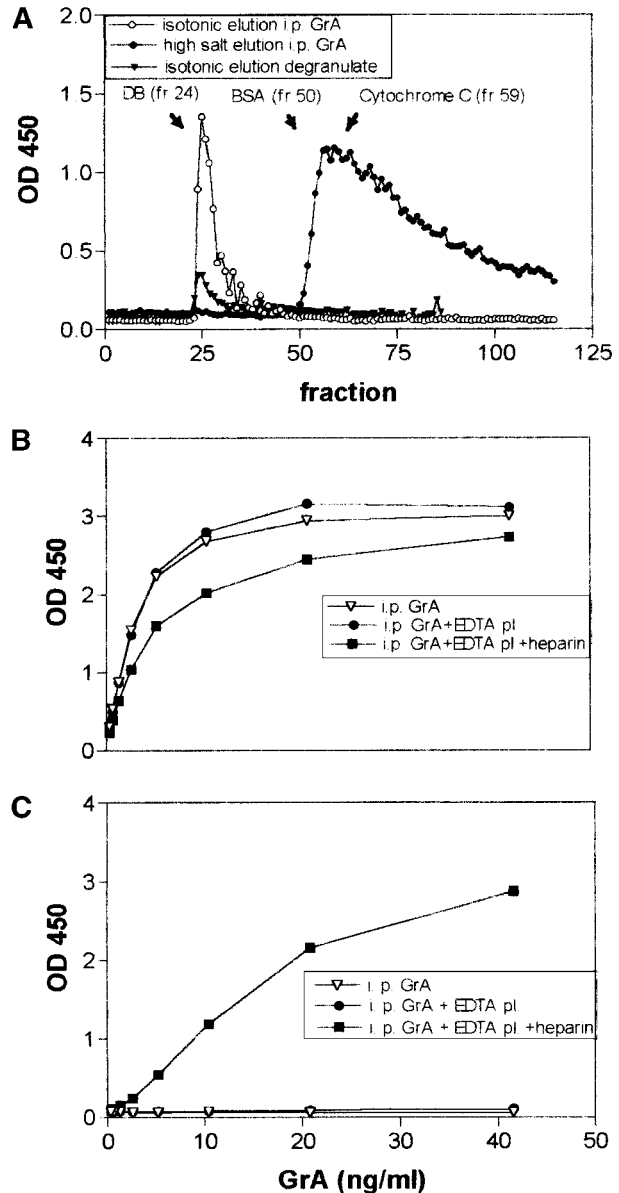 A
isotonic elution i.p. GrA
high salt elution i.p. GrA
isotonic elution degranulate
DB (fr 24)
BSA (fr 50)
Cytochrome C (fr 59)
OD 450
2.0
1.5
1.0
0.5
0.0
0
25
50
75
100
125
fraction
B
OD 450
4
3
2
1
0
i.p. GrA
i.p GrA+EDTA pl
i.p. GrA+EDTA pl +heparin
C
OD 450
4
3
2
1
0
i. p. GrA
i. p. GrA + EDTA pl.
i. p. GrA + EDTA pl. +heparin
0
10
20
30
40
50
GrA (ng/ml)